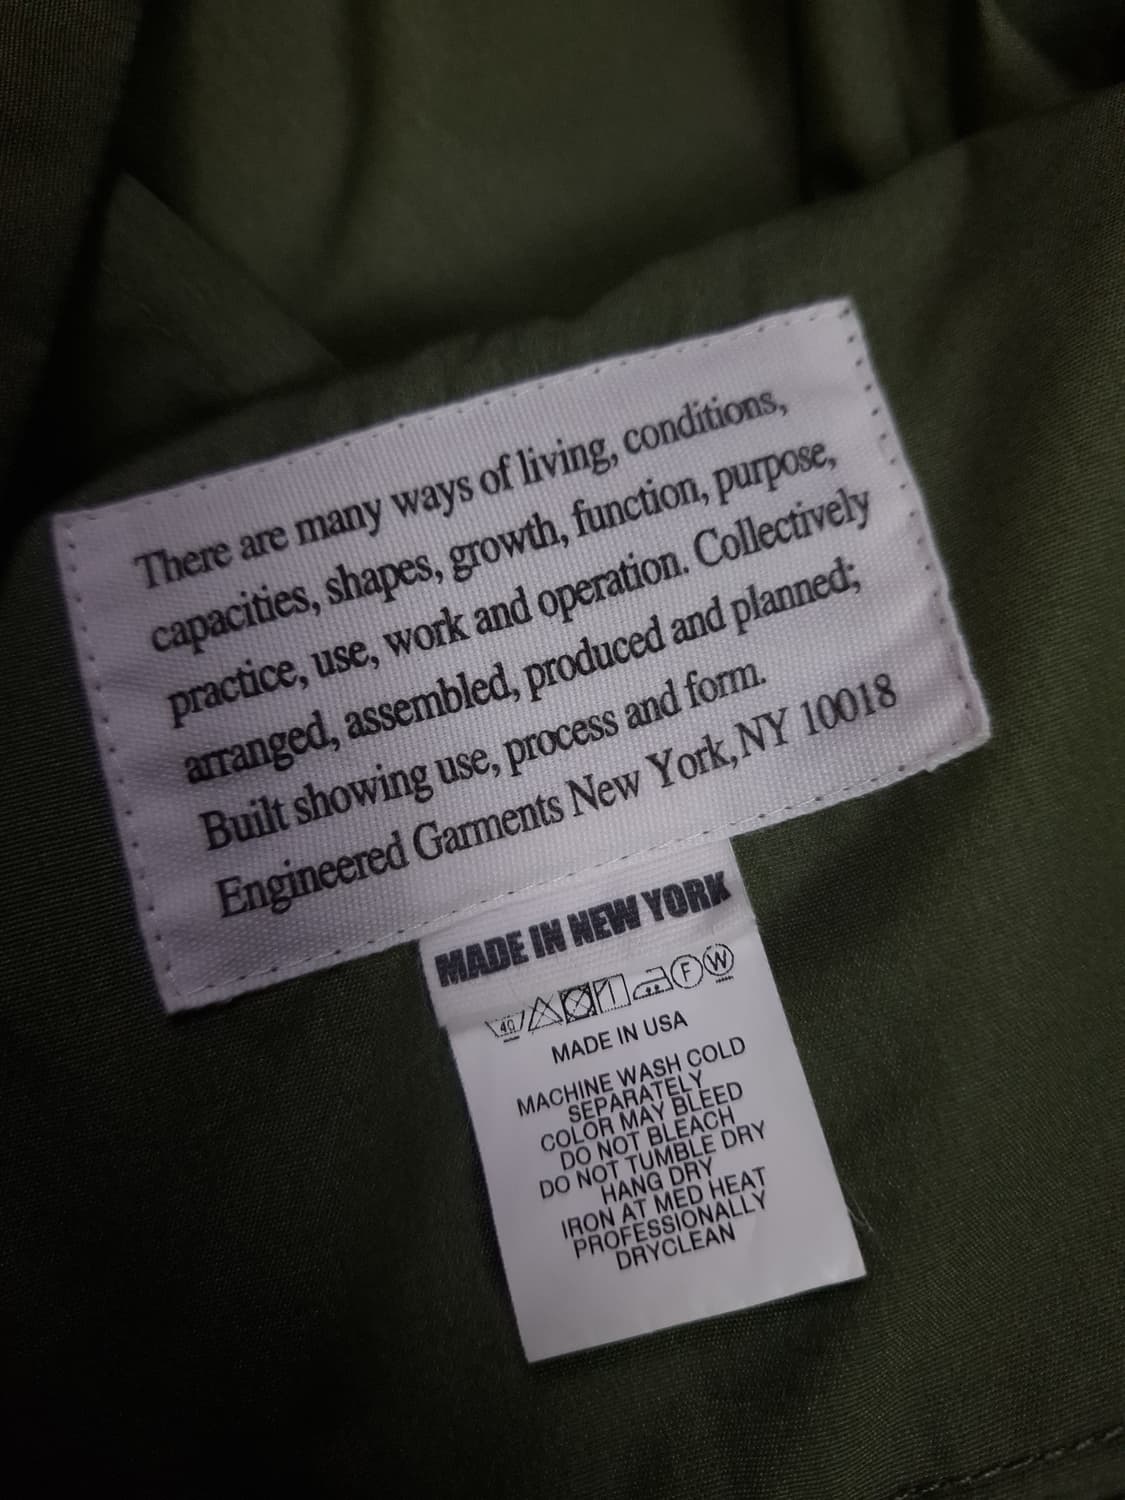 There are many ways of living, conditions,
capacities, shapes, growth, function, purpose,
practice, use, work and operation. Collectively
arranged, assembled, produced and planned;
Built showing use, process and form.
Engineered Garments New York, NY 10018
MADE IN NEW YORK
40 F W
MADE IN USA
MACHINE WASH COLD
SEPARATELY
COLOR MAY BLEED
DO NOT BLEACH
DO NOT TUMBLE DRY
HANG DRY
IRON AT MED HEAT
PROFESSIONALLY
DRYCLEAN